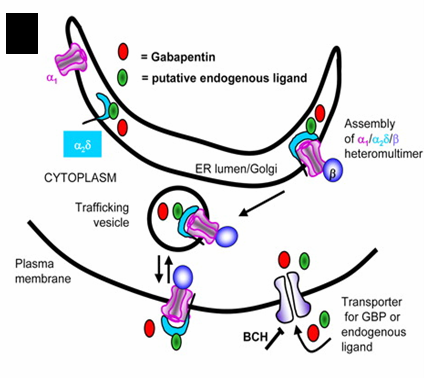 = Gabapentin
= putative endogenous ligand
α1
α2δ
CYTOPLASM
ER lumen/Golgi
Assembly
of α1/α2δ/β
heteromultimer
β
Trafficking
vesicle
Plasma
membrane
BCH
Transporter
for GBP or
endogenous
ligand